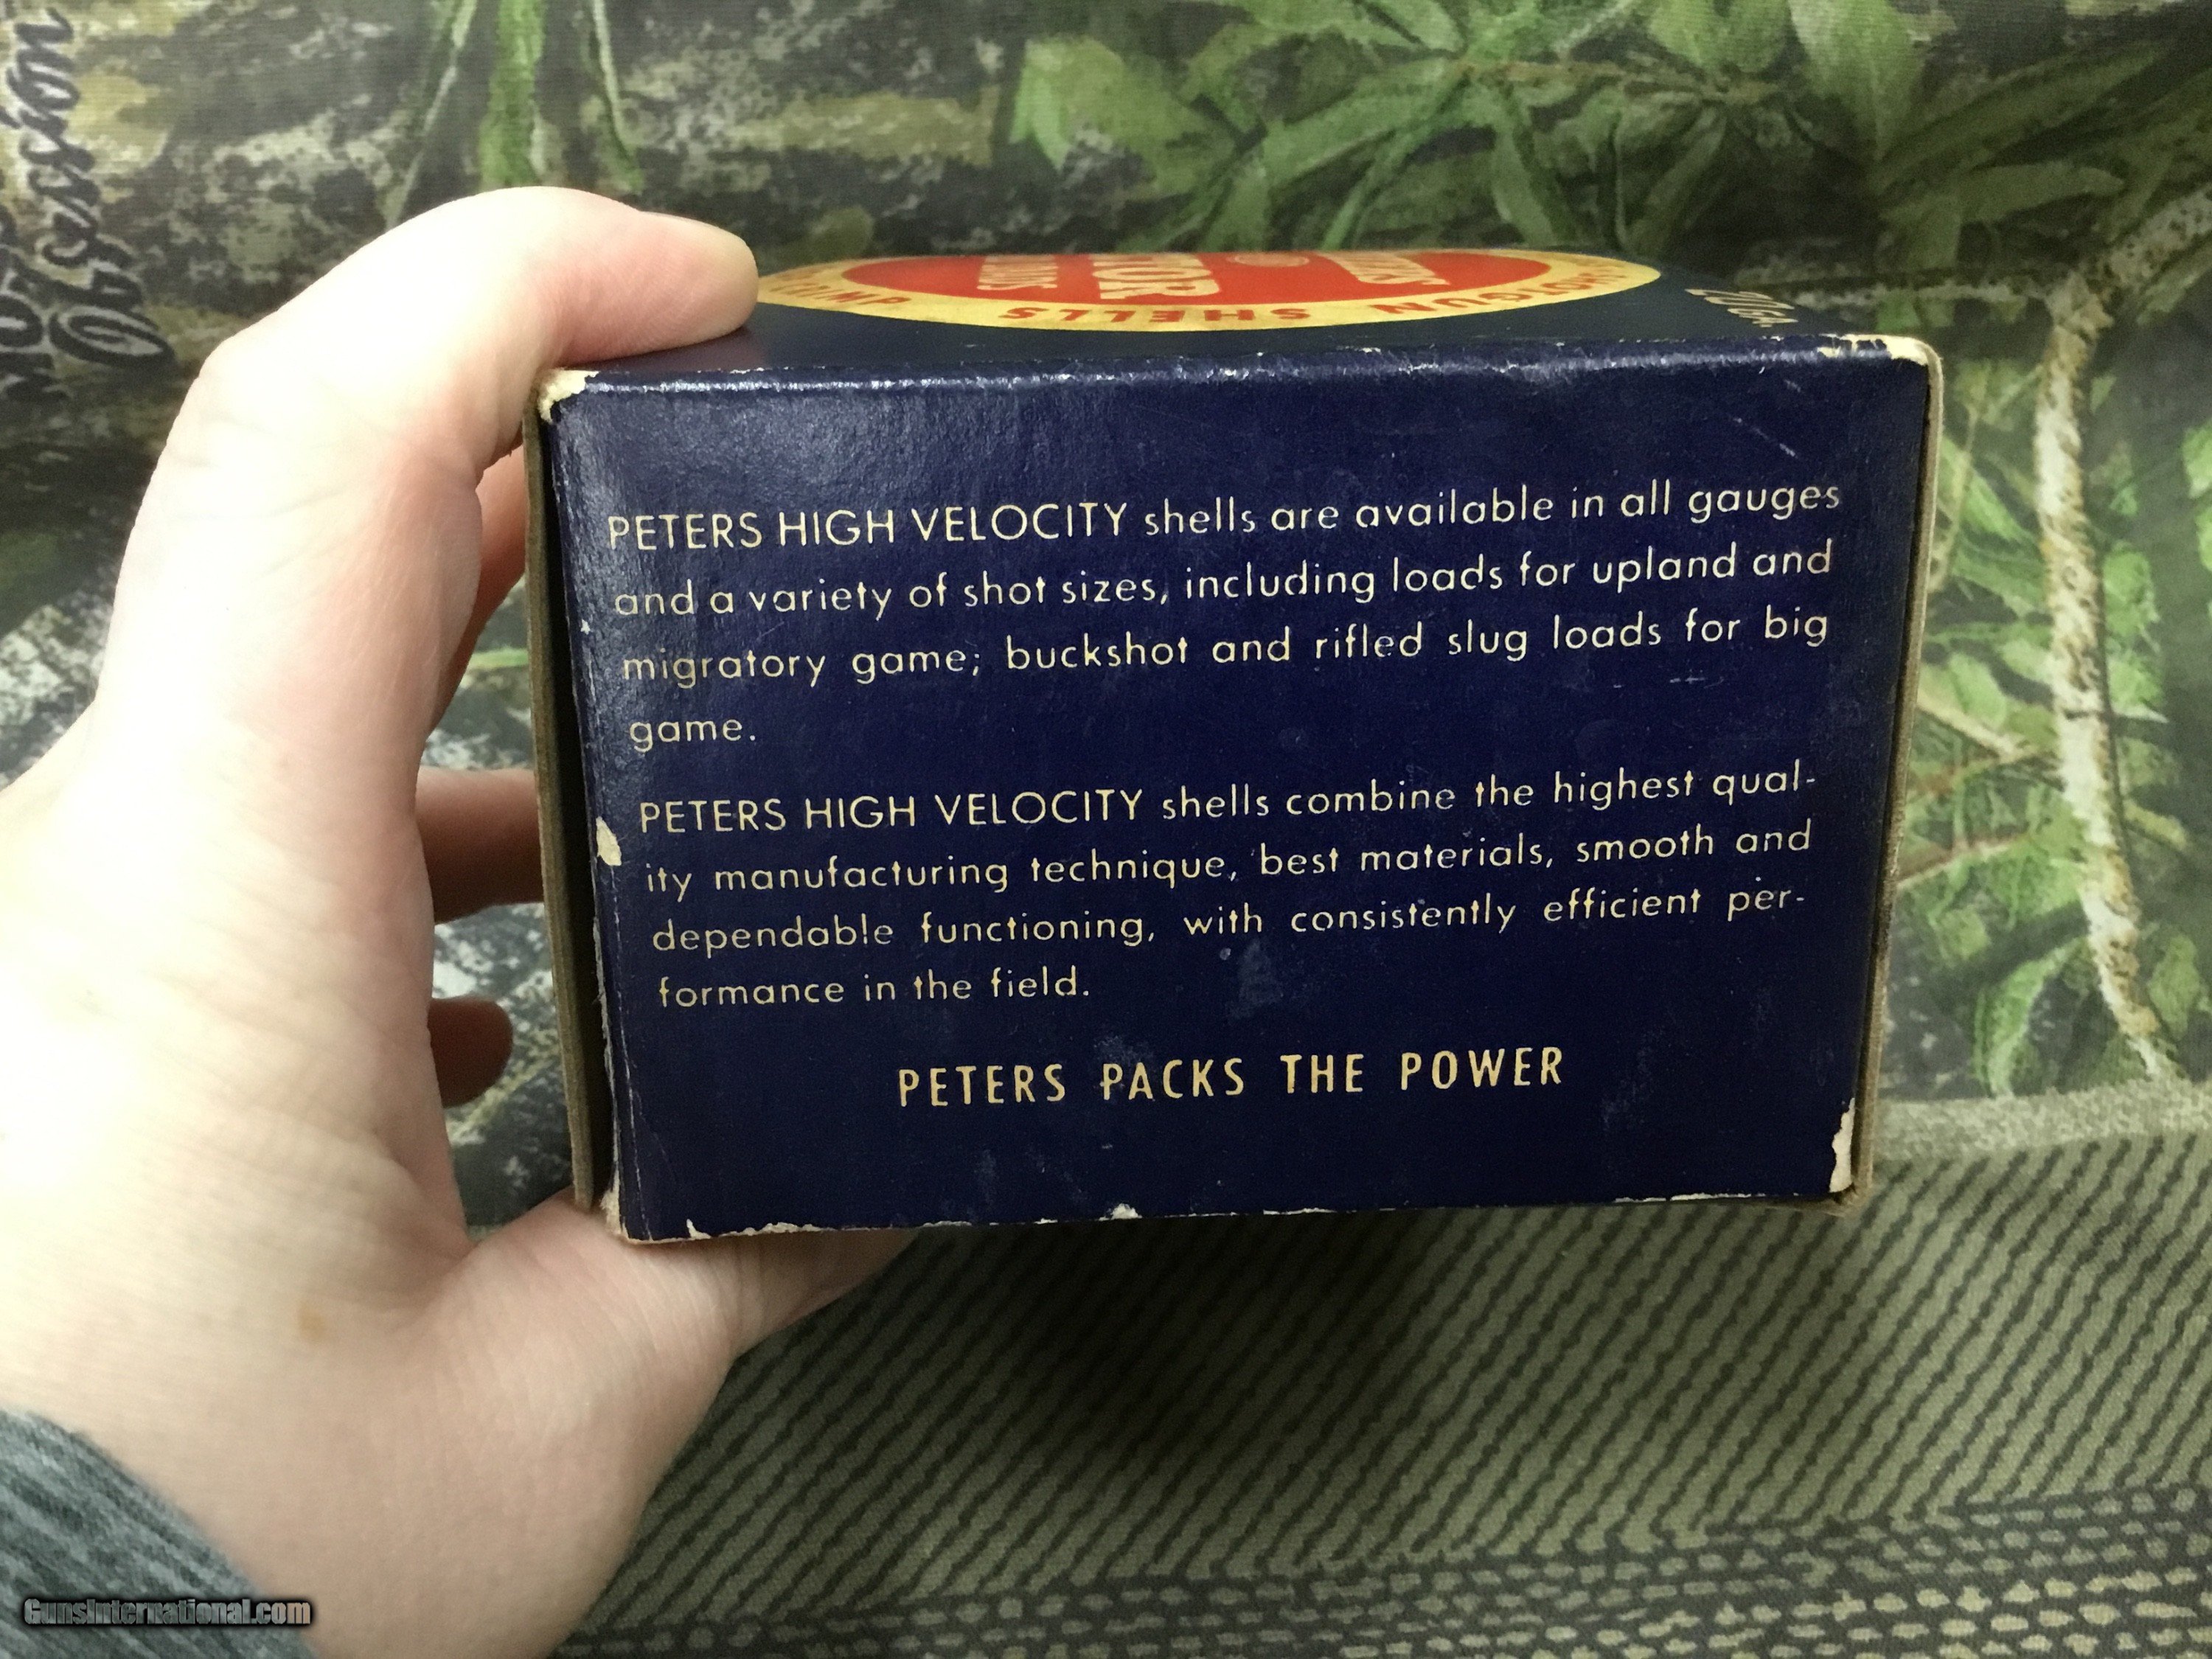 SHOTGUN SHELLS
20 GA.
PETERS HIGH VELOCITY shells are available in all gauges
and a variety of shot sizes, including loads for upland and
migratory game; buckshot and rifled slug loads for big
game.
PETERS HIGH VELOCITY shells combine the highest qual-
ity manufacturing technique, best materials, smooth and
dependable functioning, with consistently efficient per-
formance in the field.
PETERS PACKS THE POWER
GunsInternational.com